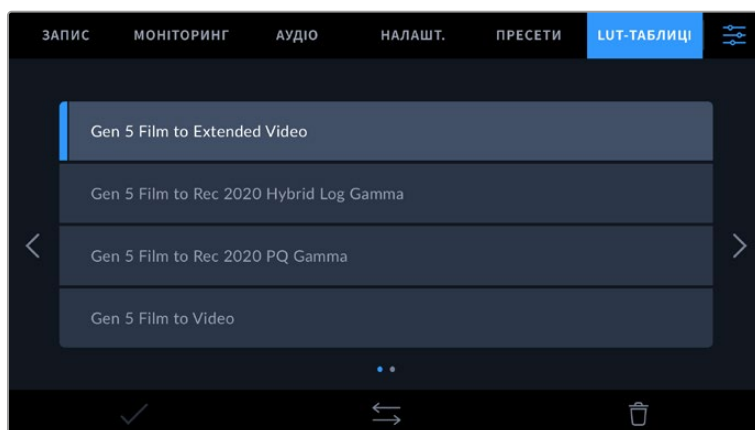 ЗАПИС МОНІТОРИНГ АУДІО НАЛАШТ. ПРЕСЕТИ LUT-ТАБЛИЦІ
Gen 5 Film to Extended Video
Gen 5 Film to Rec 2020 Hybrid Log Gamma
Gen 5 Film to Rec 2020 PQ Gamma
Gen 5 Film to Video